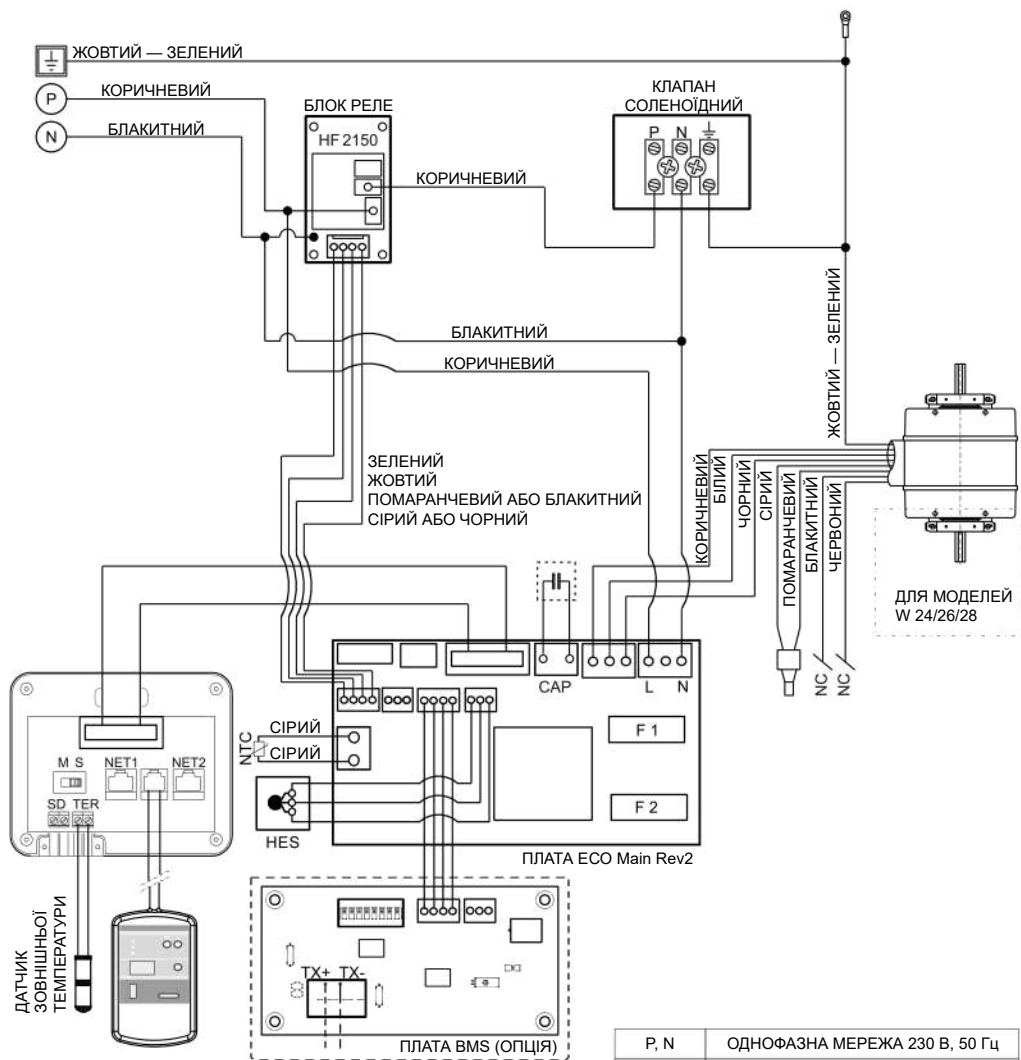 ЖОВТИЙ — ЗЕЛЕНИЙ
P
КОРИЧНЕВИЙ
N
БЛАКИТНИЙ
БЛОК РЕЛЕ
HF 2150
КЛАПАН
СОЛЕНОЇДНИЙ
P N
КОРИЧНЕВИЙ
БЛАКИТНИЙ
КОРИЧНЕВИЙ
ЖОВТИЙ — ЗЕЛЕНИЙ
ЗЕЛЕНИЙ
ЖОВТИЙ
ПОМАРАНЧЕВИЙ АБО БЛАКИТНИЙ
СІРИЙ АБО ЧОРНИЙ
КОРИЧНЕВИЙ
БІЛИЙ
ЧОРНИЙ
СІРИЙ
ПОМАРАНЧЕВИЙ
БЛАКИТНИЙ
ЧЕРВОНИЙ
ДЛЯ МОДЕЛЕЙ
W 24/26/28
NC
NC
CAP
L N
F 1
F 2
СІРИЙ
NTC
СІРИЙ
HES
ПЛАТА ECO Main Rev2
M S
NET1
NET2
SD TER
ДАТЧИК
ЗОВНІШНЬОЇ
ТЕМПЕРАТУРИ
TX+ TX-
ПЛАТА BMS (ОПЦІЯ)
P, N ОДНОФАЗНА МЕРЕЖА 230 В, 50 Гц